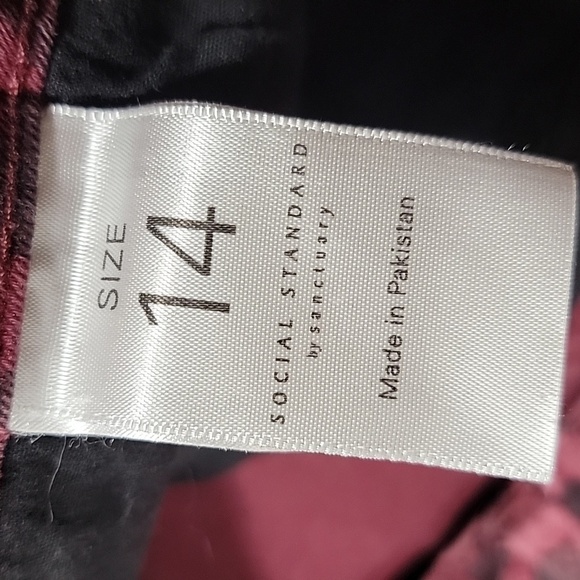 SIZE
14
SOCIAL STANDARD
by sanctuary
Made in Pakistan